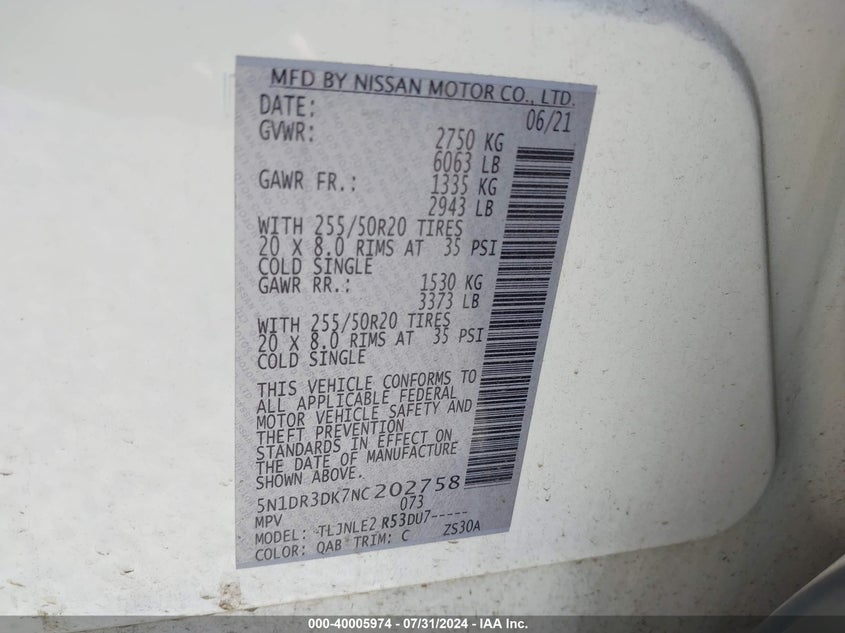 MFD BY NISSAN MOTOR CO., LTD.
DATE: 06/21
GVWR: 2750 KG
6063 LB
GAWR FR.: 1335 KG
2943 LB
WITH 255/50R20 TIRES
20 X 8.0 RIMS AT 35 PSI
COLD SINGLE
GAWR RR.: 1530 KG
3373 LB
WITH 255/50R20 TIRES
20 X 8.0 RIMS AT 35 PSI
COLD SINGLE
THIS VEHICLE CONFORMS TO
ALL APPLICABLE FEDERAL
MOTOR VEHICLE SAFETY AND
THEFT PREVENTION
STANDARDS IN EFFECT ON
THE DATE OF MANUFACTURE
SHOWN ABOVE.
5N1DR3DK7NC202758
MPV 073
MODEL: TLJNLE2 R53DU7-----
COLOR: QAB TRIM: C ZS30A
000-40005974 / 07/31/2024 - IAA Inc.